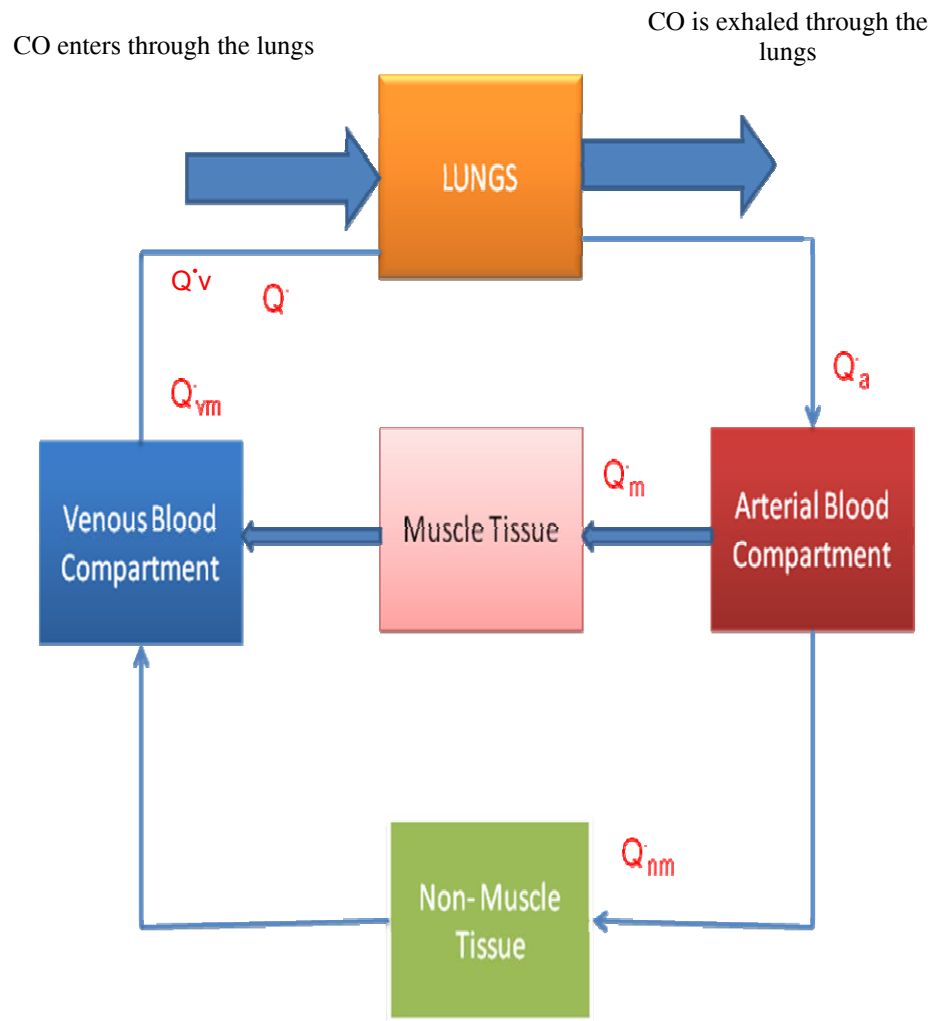 CO enters through the lungs
CO is exhaled through the
lungs
LUNGS
Q˙v
Q˙
Q˙a
Q˙vm
Q˙m
Venous Blood
Compartment
Muscle Tissue
Arterial Blood
Compartment
Q˙nm
Non- Muscle
Tissue